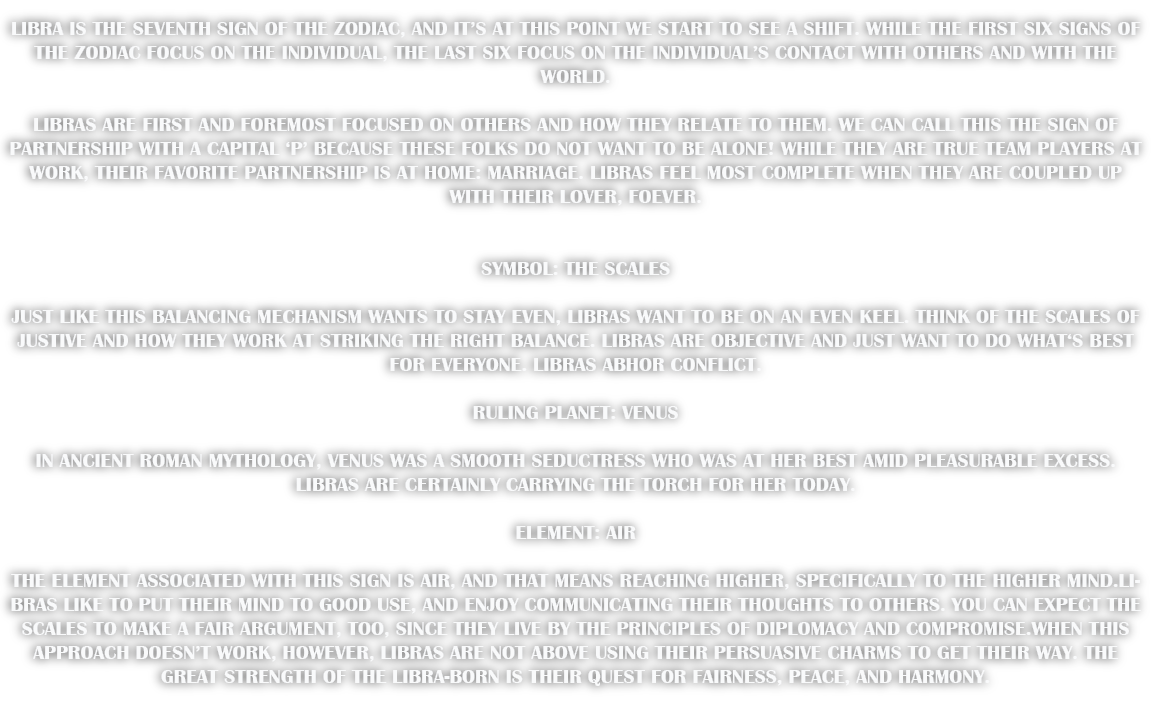 LIBRA IS THE SEVENTH SIGN OF THE ZODIAC, AND IT’S AT THIS POINT WE START TO SEE A SHIFT. WHILE THE FIRST SIX SIGNS OF
THE ZODIAC FOCUS ON THE INDIVIDUAL, THE LAST SIX FOCUS ON THE INDIVIDUAL’S CONTACT WITH OTHERS AND WITH THE
WORLD.
LIBRAS ARE FIRST AND FOREMOST FOCUSED ON OTHERS AND HOW THEY RELATE TO THEM. WE CAN CALL THIS THE SIGN OF
PARTNERSHIP WITH A CAPITAL ‘P’ BECAUSE THESE FOLKS DO NOT WANT TO BE ALONE! WHILE THEY ARE TRUE TEAM PLAYERS AT
WORK, THEIR FAVORITE PARTNERSHIP IS AT HOME: MARRIAGE. LIBRAS FEEL MOST COMPLETE WHEN THEY ARE COUPLED UP
WITH THEIR LOVER, FOEVER.
SYMBOL: THE SCALES
JUST LIKE THIS BALANCING MECHANISM WANTS TO STAY EVEN, LIBRAS WANT TO BE ON AN EVEN KEEL. THINK OF THE SCALES OF
JUSTIVE AND HOW THEY WORK AT STRIKING THE RIGHT BALANCE. LIBRAS ARE OBJECTIVE AND JUST WANT TO DO WHAT‘S BEST
FOR EVERYONE. LIBRAS ABHOR CONFLICT.
RULING PLANET: VENUS
IN ANCIENT ROMAN MYTHOLOGY, VENUS WAS A SMOOTH SEDUCTRESS WHO WAS AT HER BEST AMID PLEASURABLE EXCESS.
LIBRAS ARE CERTAINLY CARRYING THE TORCH FOR HER TODAY.
ELEMENT: AIR
THE ELEMENT ASSOCIATED WITH THIS SIGN IS AIR, AND THAT MEANS REACHING HIGHER, SPECIFICALLY TO THE HIGHER MIND.LI-
BRAS LIKE TO PUT THEIR MIND TO GOOD USE, AND ENJOY COMMUNICATING THEIR THOUGHTS TO OTHERS. YOU CAN EXPECT THE
SCALES TO MAKE A FAIR ARGUMENT, TOO, SINCE THEY LIVE BY THE PRINCIPLES OF DIPLOMACY AND COMPROMISE.WHEN THIS
APPROACH DOESN’T WORK, HOWEVER, LIBRAS ARE NOT ABOVE USING THEIR PERSUASIVE CHARMS TO GET THEIR WAY. THE
GREAT STRENGTH OF THE LIBRA-BORN IS THEIR QUEST FOR FAIRNESS, PEACE, AND HARMONY.